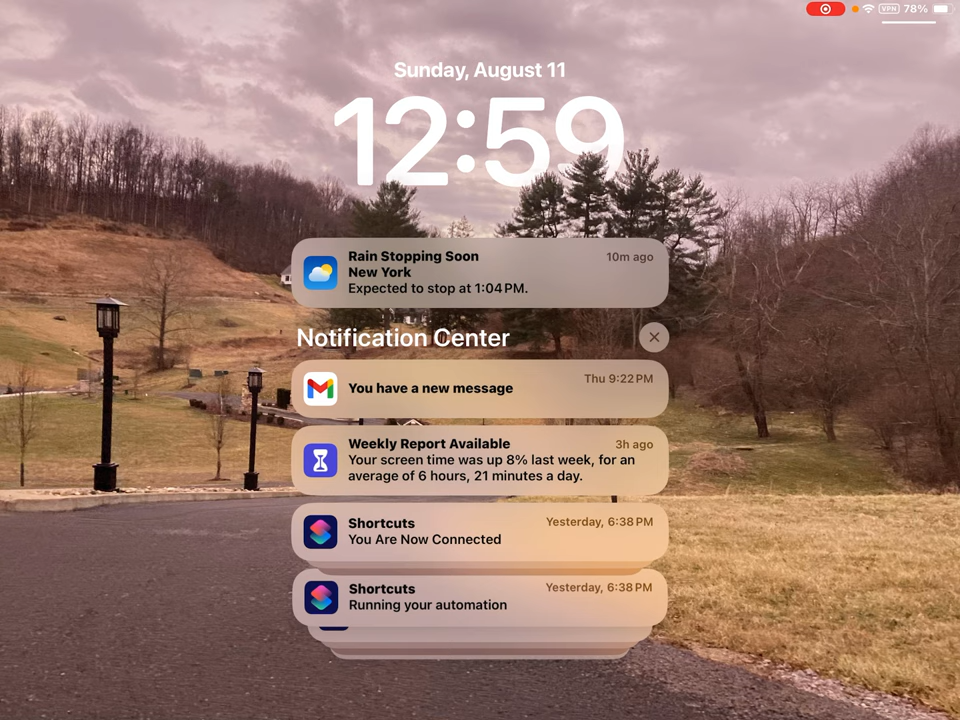 VPN 78%
Sunday, August 11
12:59
Rain Stopping Soon 10m ago
New York
Expected to stop at 1:04 PM.
Notification Center
You have a new message Thu 9:22 PM
Weekly Report Available 3h ago
Your screen time was up 8% last week, for an
average of 6 hours, 21 minutes a day.
Shortcuts Yesterday, 6:38 PM
You Are Now Connected
Shortcuts Yesterday, 6:38 PM
Running your automation